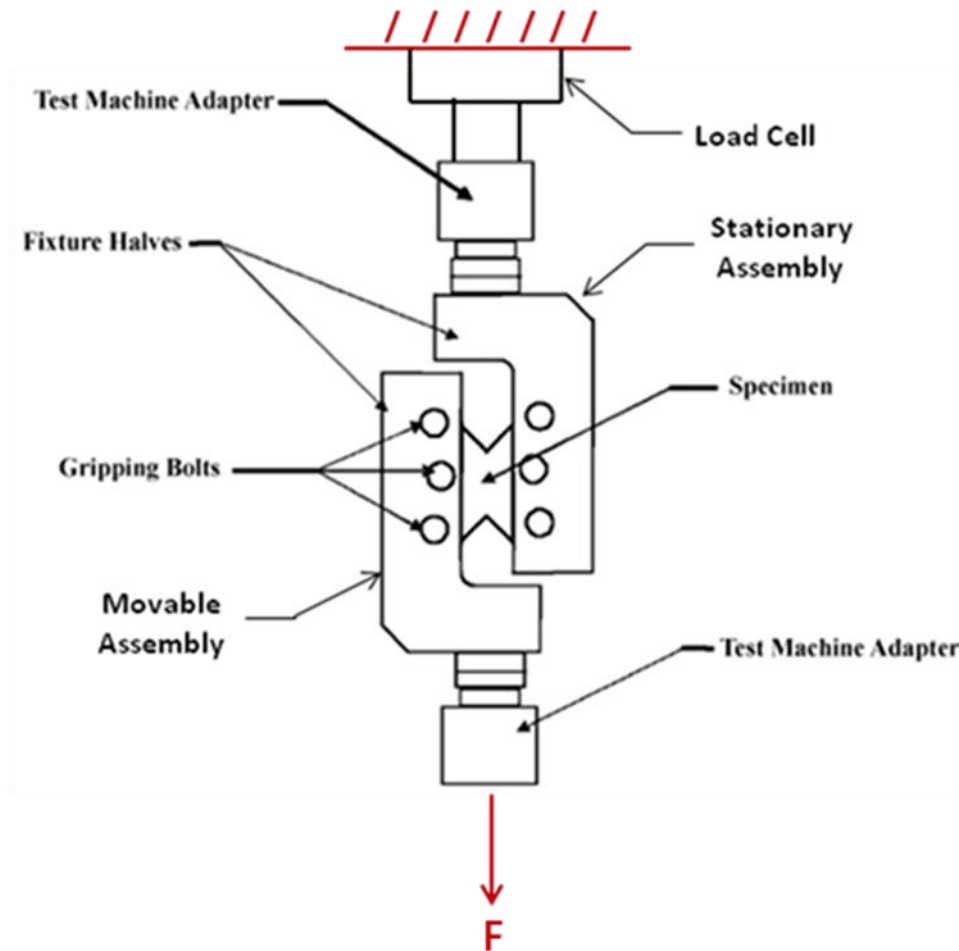 Test Machine Adapter
Load Cell
Stationary
Assembly
Fixture Halves
Specimen
Gripping Bolts
Movable
Assembly
Test Machine Adapter
F